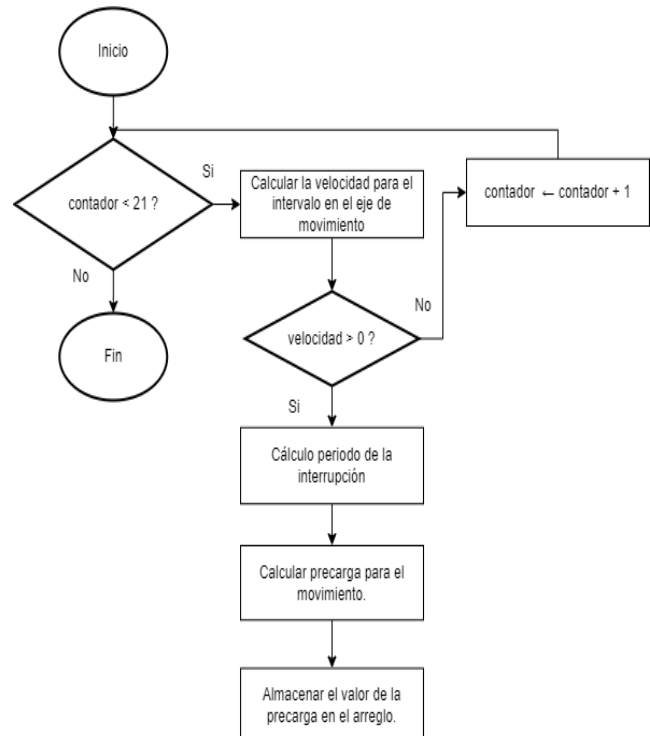 Inicio
contador < 21 ?
Si
Calcular la velocidad para el
intervalo en el eje de
movimiento
contador ← contador + 1
No
Fin
velocidad > 0 ?
No
Si
Cálculo periodo de la
interrupción
Calcular precarga para el
movimiento.
Almacenar el valor de la
precarga en el arreglo.